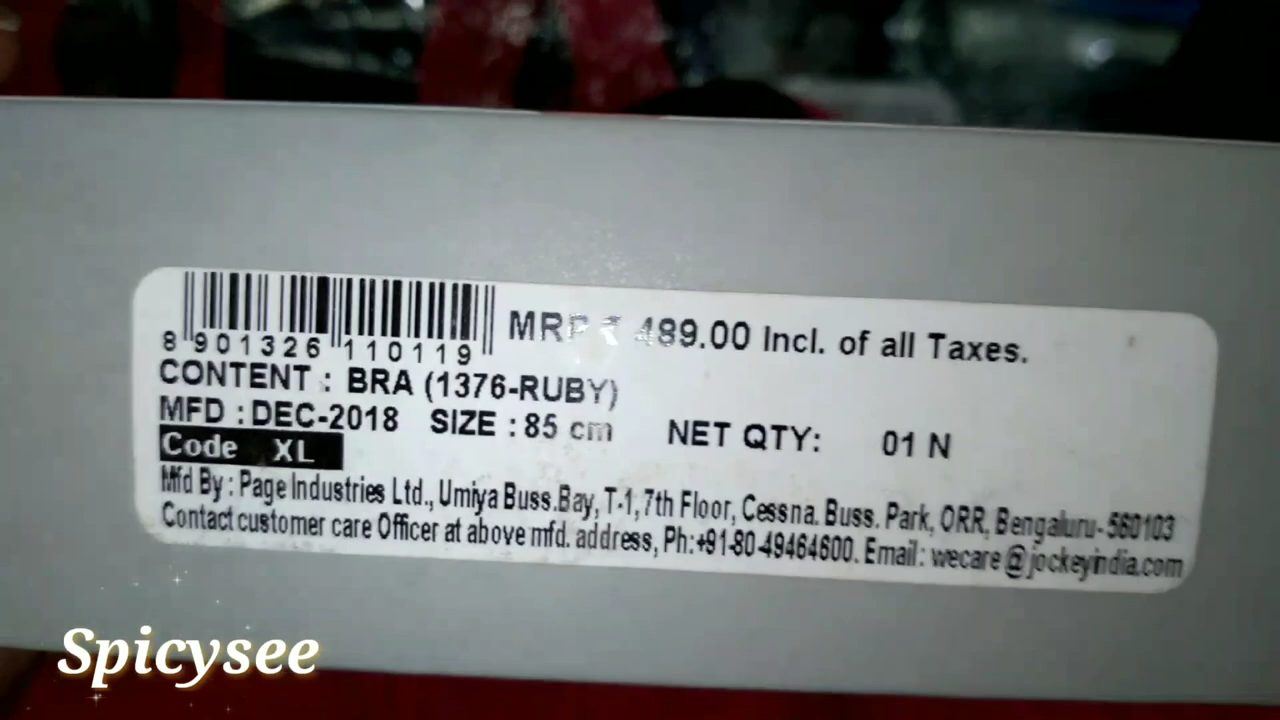 8 901326 110119
MRP ₹ 489.00 Incl. of all Taxes.
CONTENT : BRA (1376-RUBY)
MFD : DEC-2018 SIZE : 85 cm NET QTY: 01 N
Code XL
Mfd By : Page Industries Ltd., Umiya Buss.Bay, T-1, 7th Floor, Cessna. Buss. Park, ORR, Bengaluru-560103
Contact customer care Officer at above mfd. address, Ph:+91-80-49464600. Email: wecare@jockeyindia.com
Spicysee